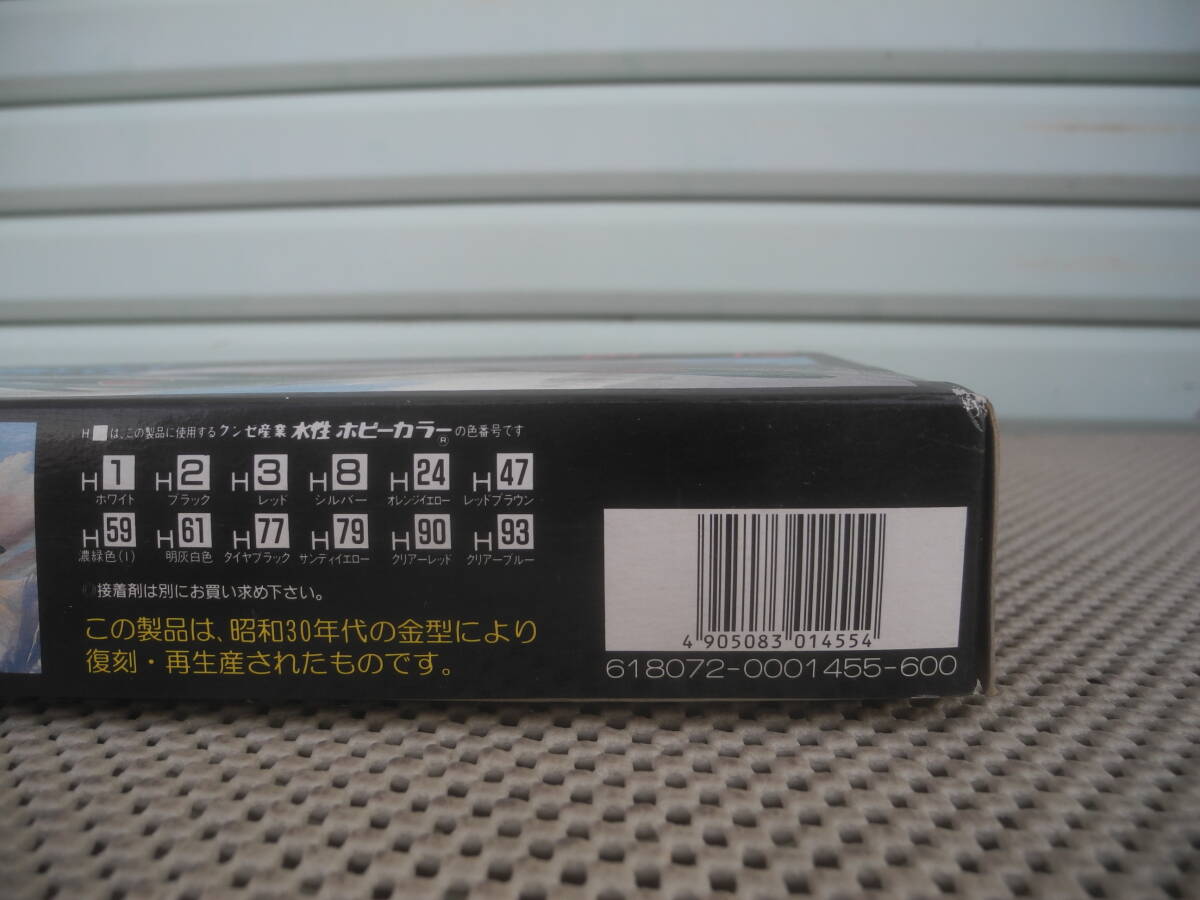 H■は、この製品に使用するグンゼ産業 水性 ホビーカラー®の色番号です
H1 H2 H3 H8 H24 H47
ホワイト ブラック レッド シルバー オレンジイエロー レッドブラウン
H59 H61 H77 H79 H90 H93
濃緑色(1) 明灰白色 タイヤブラック サンディイエロー クリアーレッド クリアーブルー
◎接着剤は別にお買い求め下さい。
この製品は、昭和30年代の金型により
復刻・再生産されたものです。
4 905083 014554
618072-0001455-600